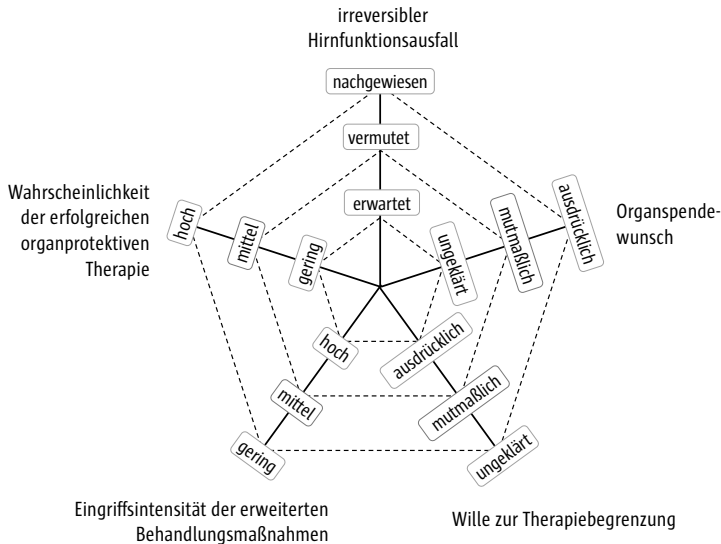 irreversibler
Hirnfunktionsausfall
nachgewiesen
vermutet
erwartet
Wahrscheinlichkeit
der erfolgreichen
organprotektiven
Therapie
hoch
mittel
gering
ungeklärt
mutmaßlich
ausdrücklich
Organspende-
wunsch
hoch
mittel
gering
ausdrücklich
mutmaßlich
ungeklärt
Eingriffsintensität der erweiterten
Behandlungsmaßnahmen
Wille zur Therapiebegrenzung